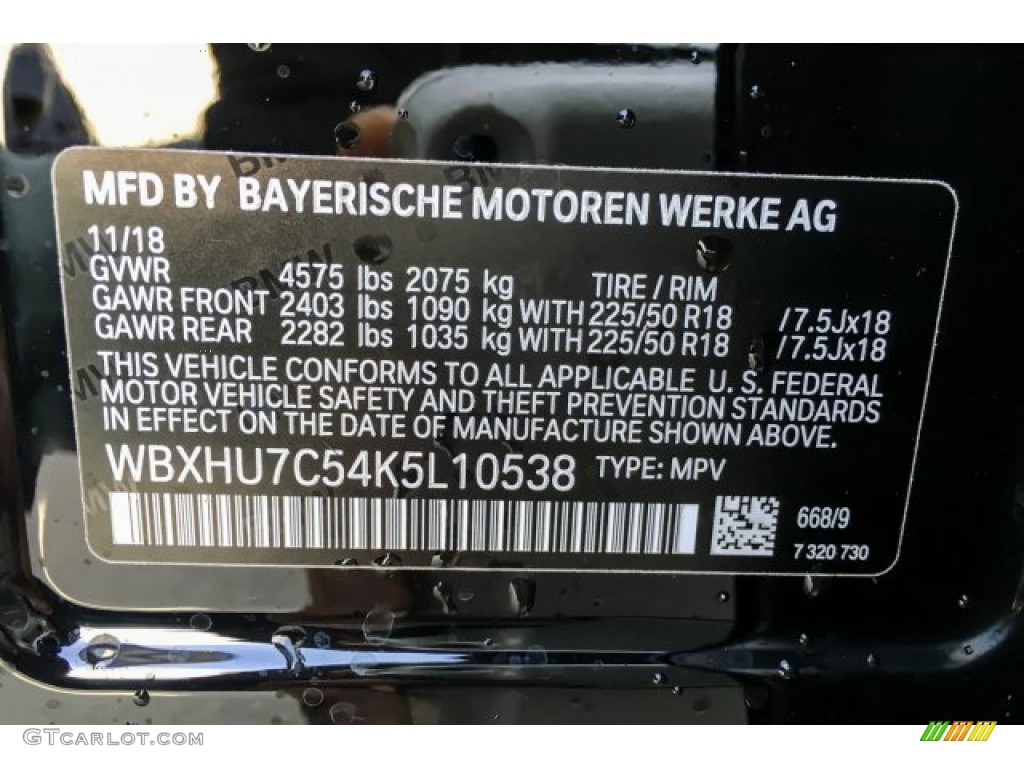 MFD BY BAYERISCHE MOTOREN WERKE AG
11/18
GVWR 4575 lbs 2075 kg TIRE / RIM
GAWR FRONT 2403 lbs 1090 kg WITH 225/50 R18 /7.5Jx18
GAWR REAR 2282 lbs 1035 kg WITH 225/50 R18 /7.5Jx18
THIS VEHICLE CONFORMS TO ALL APPLICABLE U. S. FEDERAL
MOTOR VEHICLE SAFETY AND THEFT PREVENTION STANDARDS
IN EFFECT ON THE DATE OF MANUFACTURE SHOWN ABOVE.
WBXHU7C54K5L10538 TYPE: MPV
668/9
7 320 730
GTCarLot.com